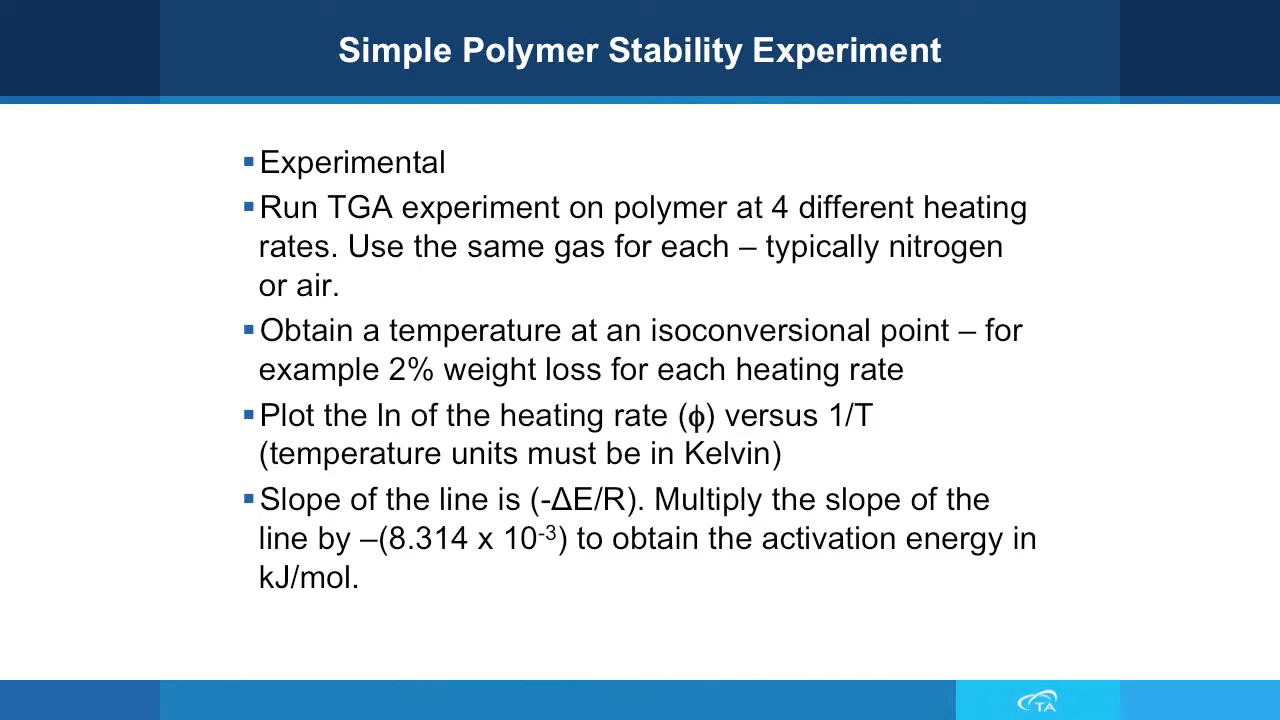 Simple Polymer Stability Experiment
▪Experimental
▪Run TGA experiment on polymer at 4 different heating
rates. Use the same gas for each – typically nitrogen
or air.
▪Obtain a temperature at an isoconversional point – for
example 2% weight loss for each heating rate
▪Plot the ln of the heating rate (ϕ) versus 1/T
(temperature units must be in Kelvin)
▪Slope of the line is (-ΔE/R). Multiply the slope of the
line by –(8.314 x 10⁻³) to obtain the activation energy in
kJ/mol.
TA